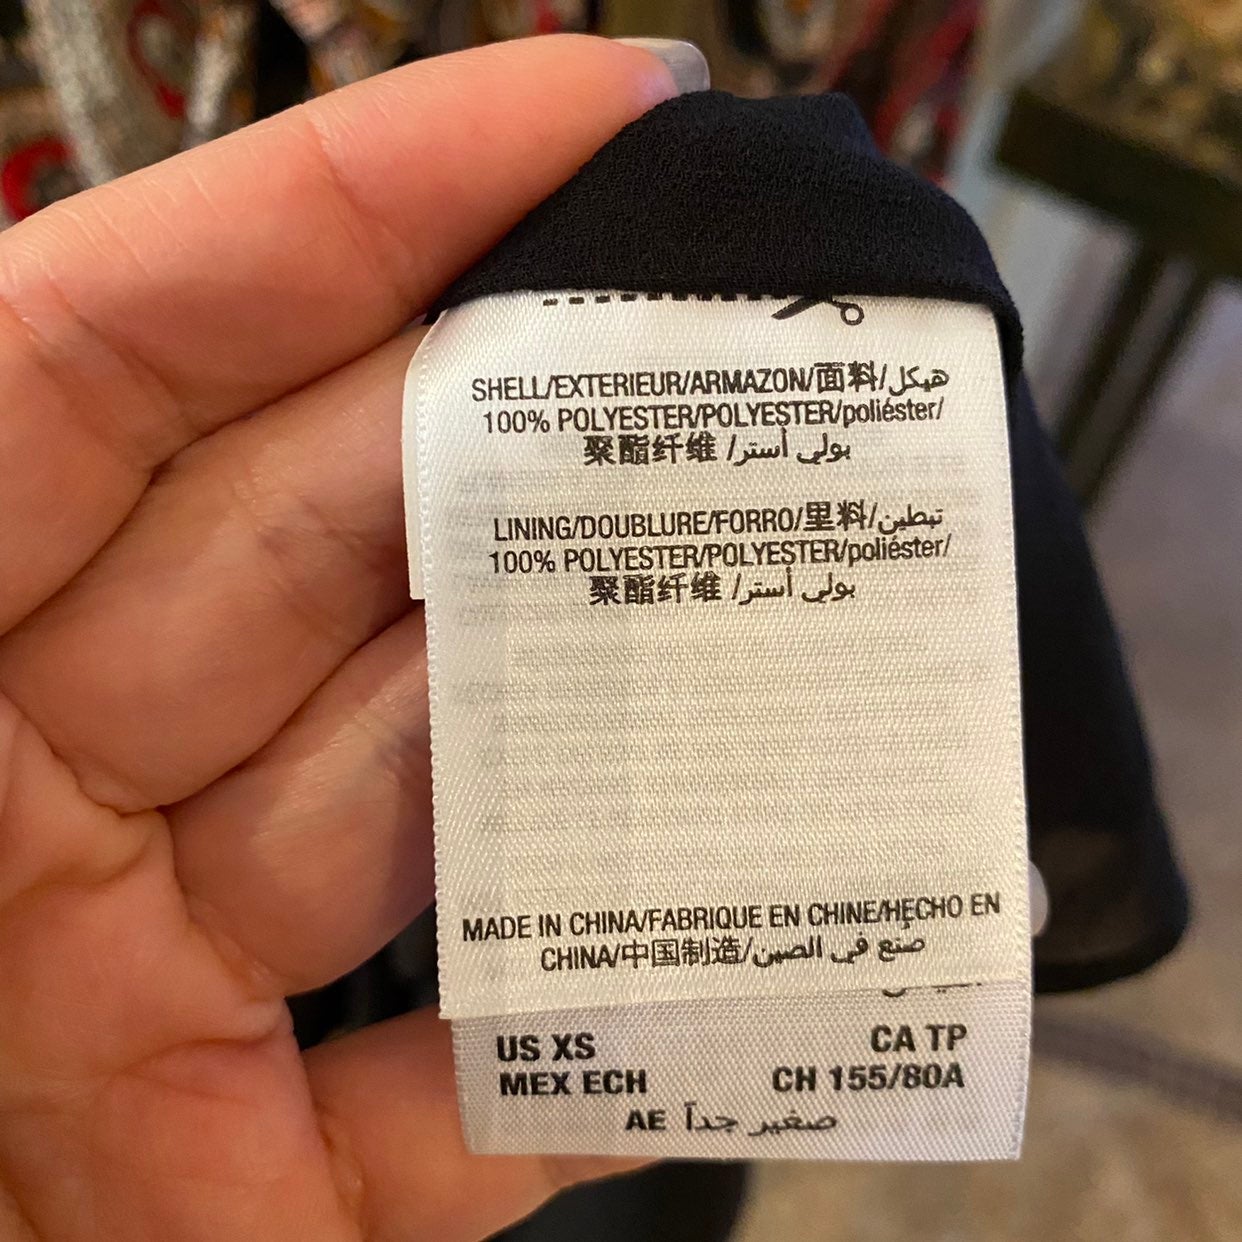 SHELL/EXTERIEUR/ARMAZON/面料/هيكل
100% POLYESTER/POLYESTER/poliéster/
聚酯纤维 /بولي أستر
LINING/DOUBLURE/FORRO/里料/تبطين
100% POLYESTER/POLYESTER/poliéster/
聚酯纤维 /بولي أستر
MADE IN CHINA/FABRIQUE EN CHINE/HECHO EN
CHINA/中国制造/صنع في الصين
US XS CA TP
MEX ECH CH 155/80A
AE صغير جداً